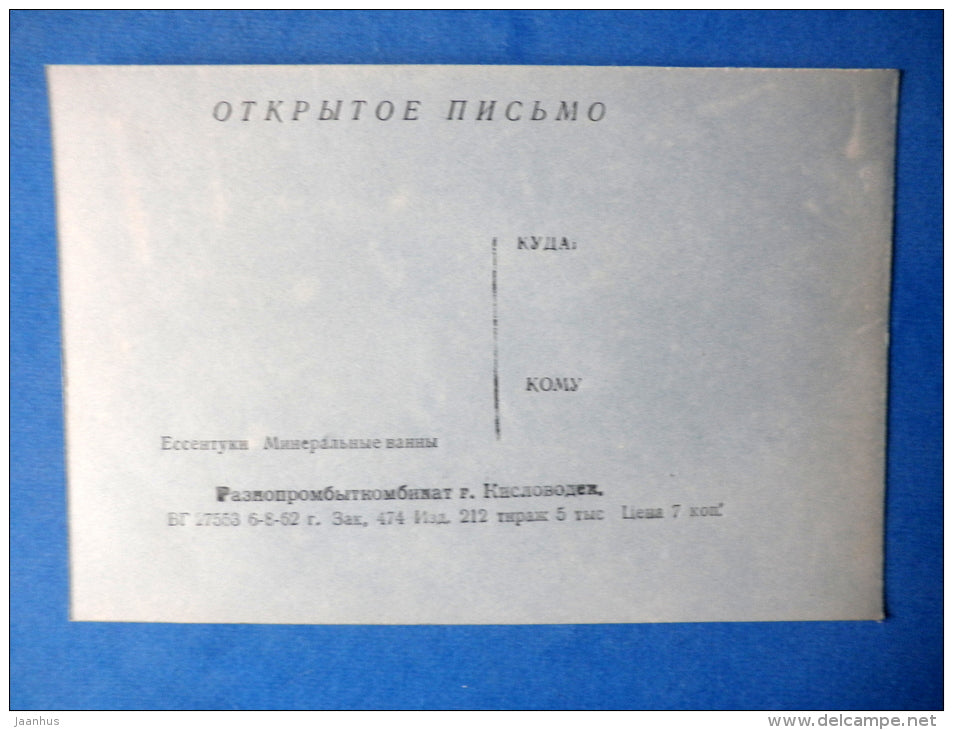 ОТКРЫТОЕ ПИСЬМО
КУДА:
КОМУ
Ессентуки Минеральные ванны
Разнопромбыткомбинат г. Кисловодск.
ВГ 27553 6-8-62 г. Зак. 474 Изд. 212 тираж 5 тыс Цена 7 коп.
Jaanhus
www.delcampe.net